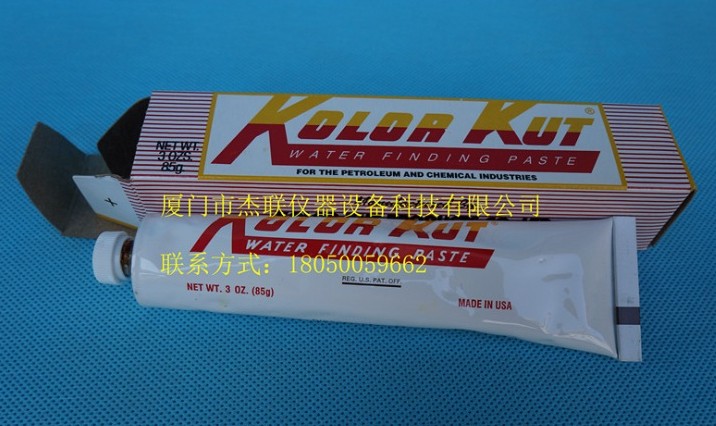 KOLOR KUT®
WATER FINDING PASTE
FOR THE PETROLEUM AND CHEMICAL INDUSTRIES
NET WT.
3 OZS.
85g
厦门市杰联仪器设备科技有限公司
KOLOR KUT
WATER FINDING PASTE
联系方式：18050059662
REG. U.S. PAT. OFF.
NET WT. 3 OZ. (85g)
MADE IN USA